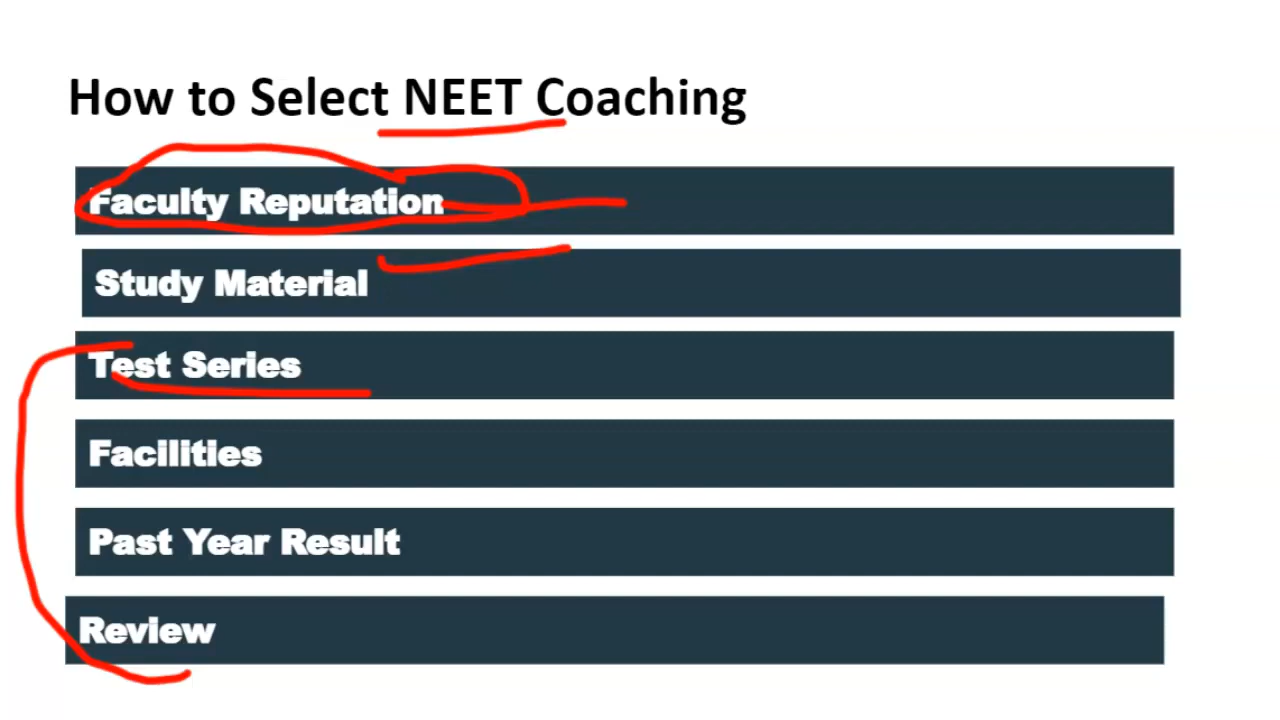 How to Select NEET Coaching
Faculty Reputation
Study Material
Test Series
Facilities
Past Year Result
Review